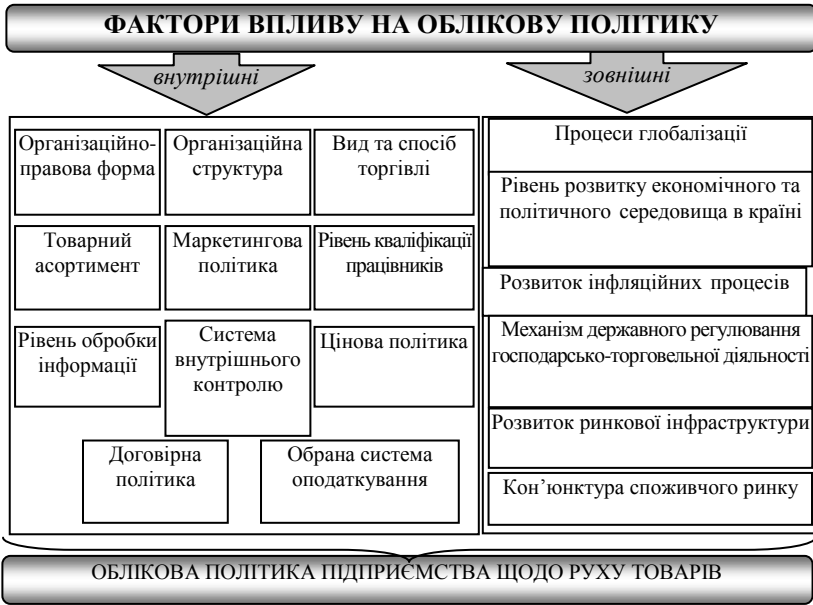 ФАКТОРИ ВПЛИВУ НА ОБЛІКОВУ ПОЛІТИКУ
внутрішні
зовнішні
Організаційно-
правова форма
Організаційна
структура
Вид та спосіб
торгівлі
Товарний
асортимент
Маркетингова
політика
Рівень кваліфікації
працівників
Рівень обробки
інформації
Система
внутрішнього
контролю
Цінова політика
Договірна
політика
Обрана система
оподаткування
Процеси глобалізації
Рівень розвитку економічного та
політичного середовища в країні
Розвиток інфляційних процесів
Механізм державного регулювання
господарсько-торговельної діяльності
Розвиток ринкової інфраструктури
Кон’юнктура споживчого ринку
ОБЛІКОВА ПОЛІТИКА ПІДПРИЄМСТВА ЩОДО РУХУ ТОВАРІВ